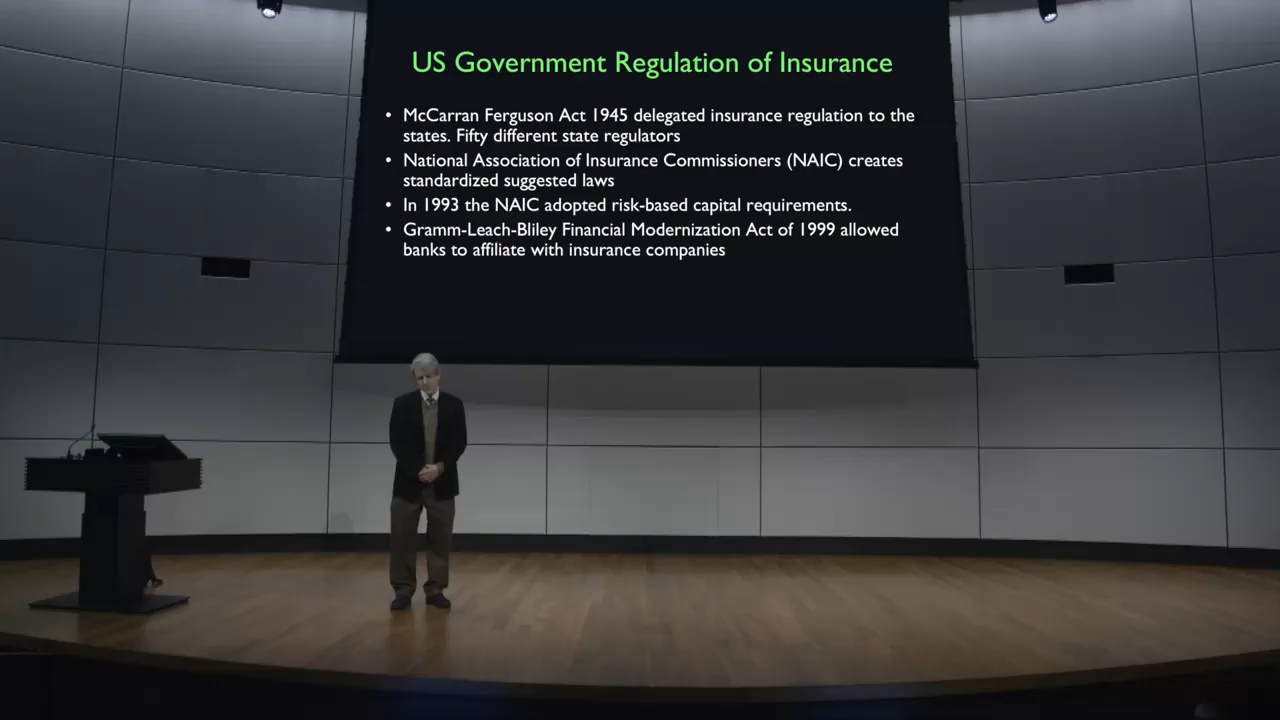 US Government Regulation of Insurance
• McCarran Ferguson Act 1945 delegated insurance regulation to the
states. Fifty different state regulators
• National Association of Insurance Commissioners (NAIC) creates
standardized suggested laws
• In 1993 the NAIC adopted risk-based capital requirements.
• Gramm-Leach-Bliley Financial Modernization Act of 1999 allowed
banks to affiliate with insurance companies